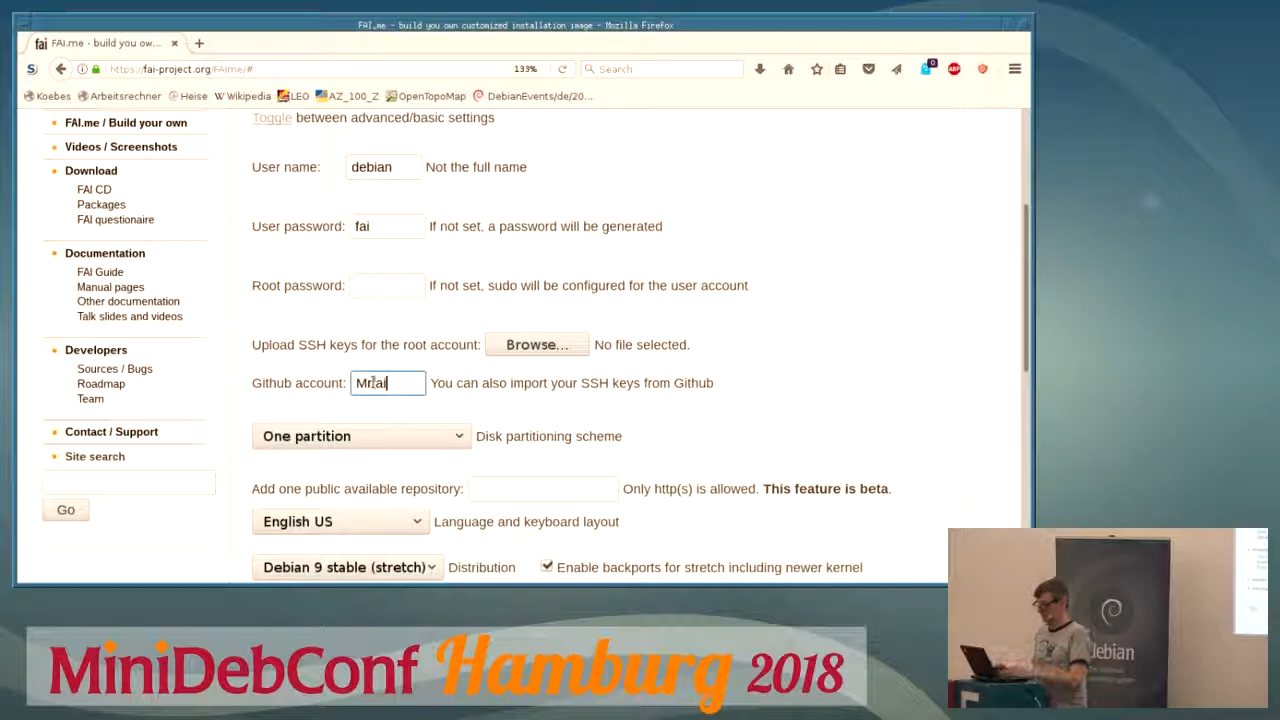 FAI.me - build you own customized installation image - Mozilla Firefox
fai FAI.me - build you ow... × +
https://fai-project.org/FAIme/# 133% Search 0 ABP
Koebes Arbeitsrechner Heise W Wikipedia LEO AZ_100_Z OpenTopoMap DebianEvents/de/20...
FAI.me / Build your own
Videos / Screenshots
Download
FAI CD
Packages
FAI questionaire
Documentation
FAI Guide
Manual pages
Other documentation
Talk slides and videos
Developers
Sources / Bugs
Roadmap
Team
Contact / Support
Site search
Go
Toggle between advanced/basic settings
User name: debian Not the full name
User password: fai If not set, a password will be generated
Root password: If not set, sudo will be configured for the user account
Upload SSH keys for the root account: Browse... No file selected.
Github account: You can also import your SSH keys from Github
One partition Disk partitioning scheme
Add one public available repository: Only http(s) is allowed. This feature is beta.
English US Language and keyboard layout
Debian 9 stable (stretch) Distribution Enable backports for stretch including newer kernel
debian
MiniDebConf Hamburg 2018